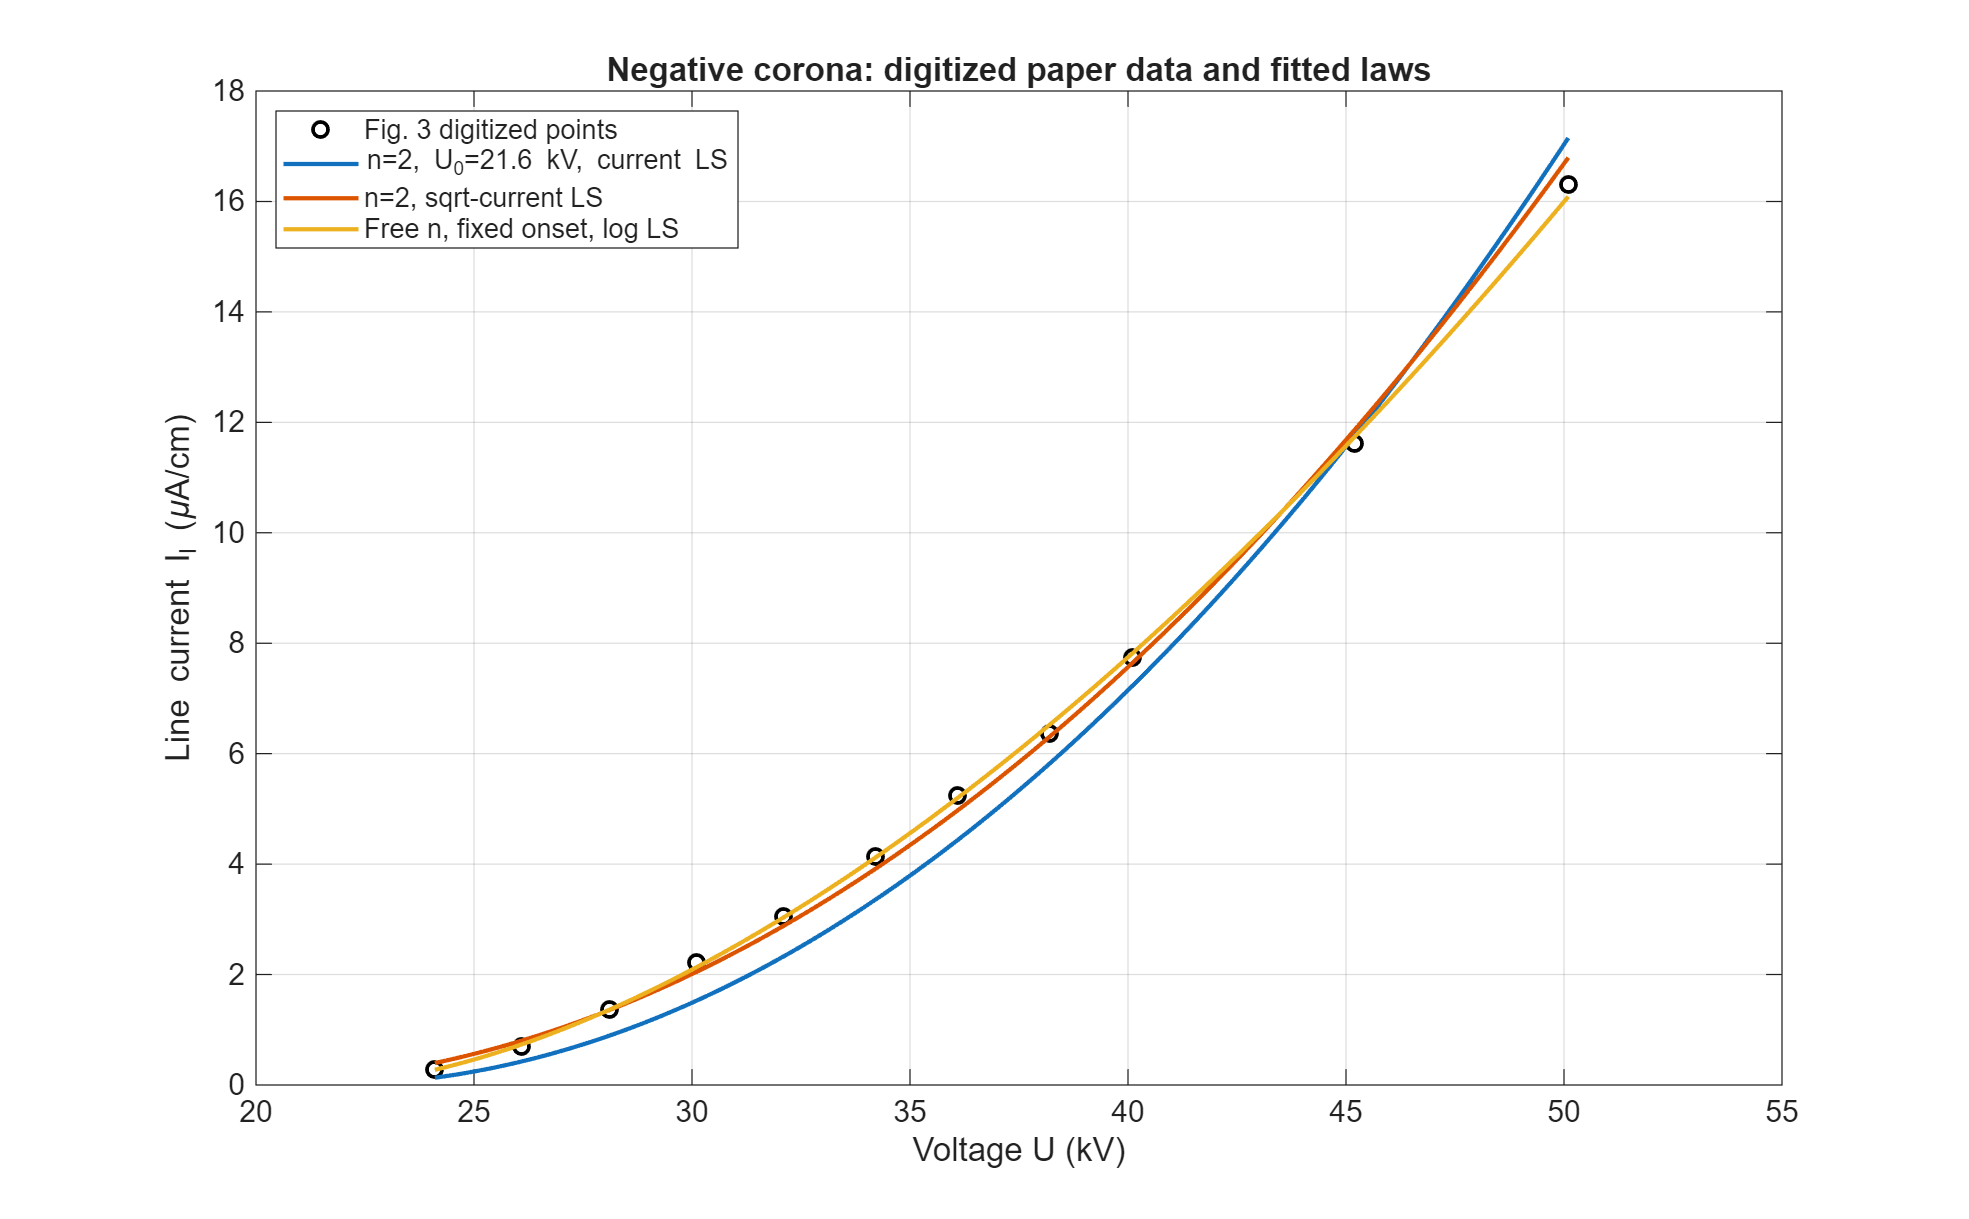 Negative corona: digitized paper data and fitted laws
Fig. 3 digitized points
n=2, U₀=21.6 kV, current LS
n=2, sqrt-current LS
Free n, fixed onset, log LS
18
16
14
12
10
8
6
4
2
0
Line current Iₗ (μA/cm)
20 25 30 35 40 45 50 55
Voltage U (kV)